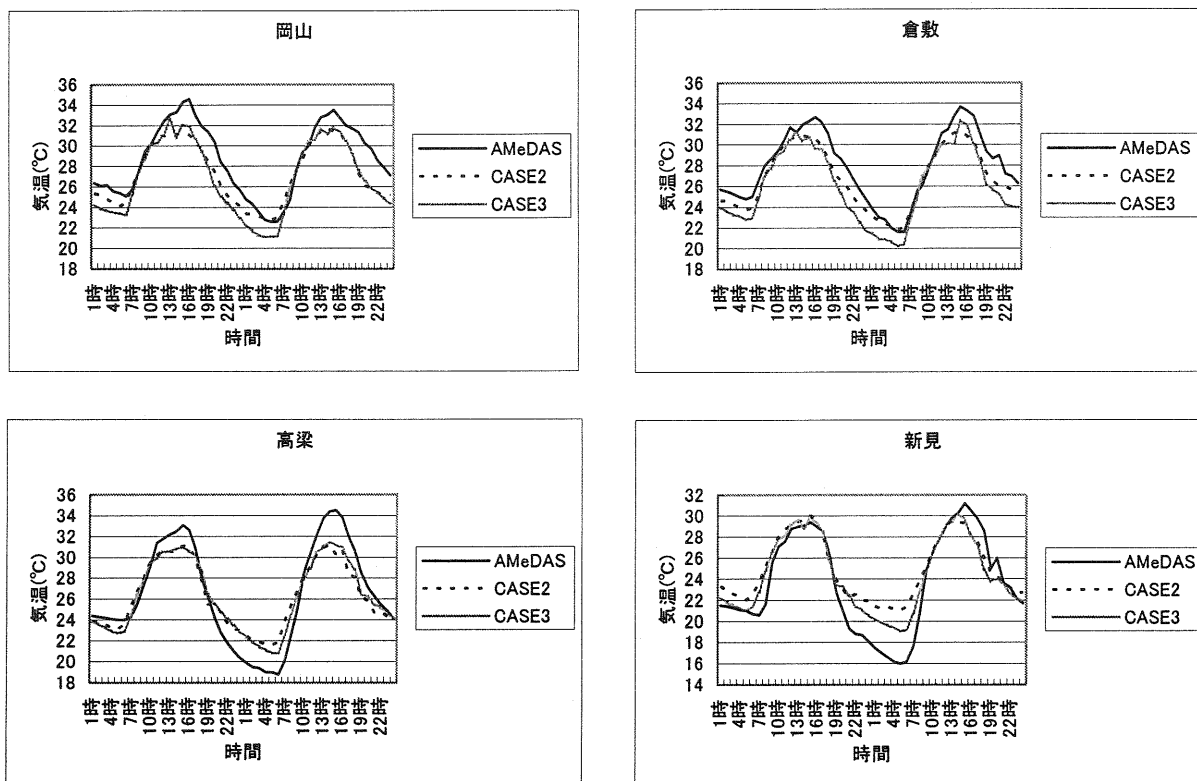 岡山
気温(℃)
36
34
32
30
28
26
24
22
20
18
1時
4時
7時
10時
13時
16時
19時
22時
1時
4時
7時
10時
13時
16時
19時
22時
時間
AMeDAS
CASE2
CASE3
倉敷
気温(℃)
36
34
32
30
28
26
24
22
20
18
1時
4時
7時
10時
13時
16時
19時
22時
1時
4時
7時
10時
13時
16時
19時
22時
時間
AMeDAS
CASE2
CASE3
高梁
気温(℃)
36
34
32
30
28
26
24
22
20
18
1時
4時
7時
10時
13時
16時
19時
22時
1時
4時
7時
10時
13時
16時
19時
22時
時間
AMeDAS
CASE2
CASE3
新見
気温(℃)
32
30
28
26
24
22
20
18
16
14
1時
4時
7時
10時
13時
16時
19時
22時
1時
4時
7時
10時
13時
16時
19時
22時
時間
AMeDAS
CASE2
CASE3